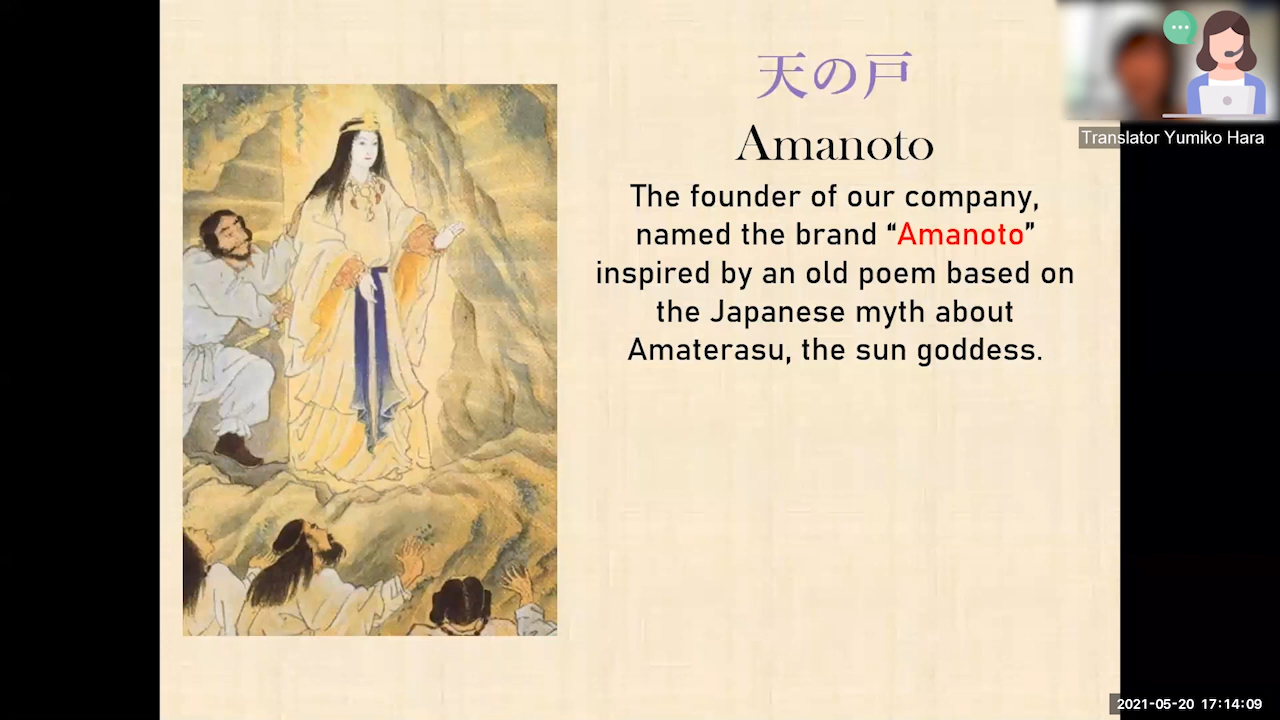 天の戸
Amanoto
The founder of our company,
named the brand “Amanoto”
inspired by an old poem based on
the Japanese myth about
Amaterasu, the sun goddess.
Translator Yumiko Hara
2021-05-20 17:14:09